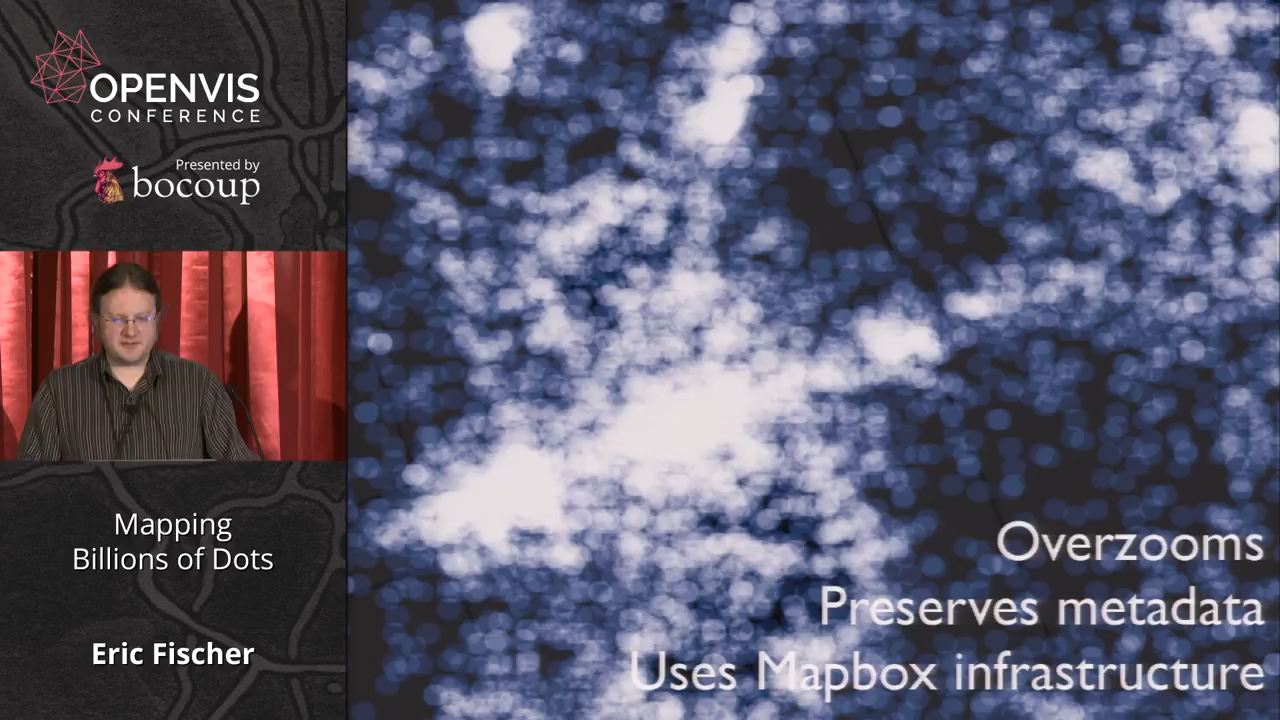 OPENVIS
CONFERENCE
Presented by
bocoup
Mapping
Billions of Dots
Eric Fischer
Overzooms
Preserves metadata
Uses Mapbox infrastructure